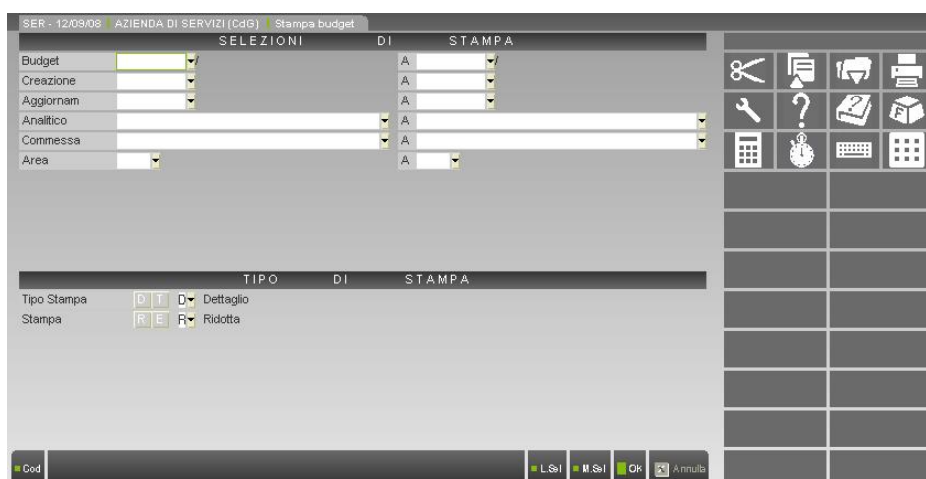 SER - 12/09/08 AZIENDA DI SERVIZI (CdG) Stampa budget
SELEZIONI DI STAMPA
Budget / A /
Creazione A
Aggiornam A
Analitico A
Commessa A
Area A
TIPO DI STAMPA
Tipo Stampa D T D Dettaglio
Stampa R E R Ridotta
Cod L.Sel M.Sel OK Annulla